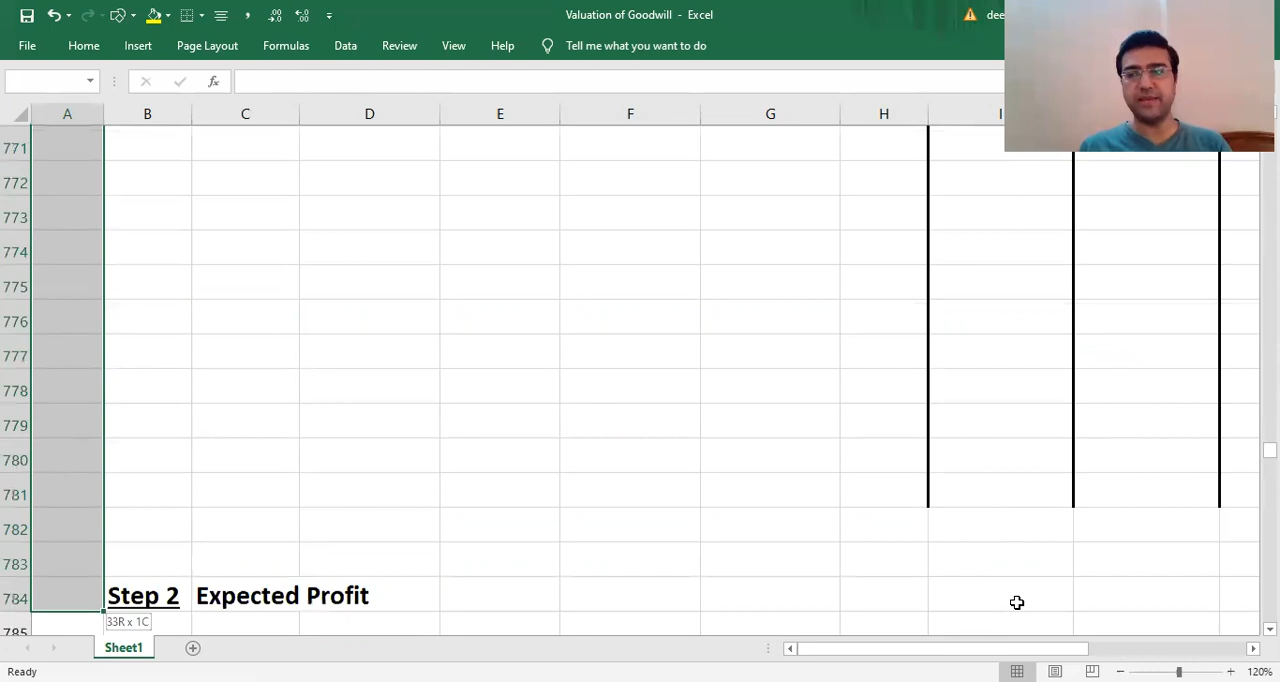 Valuation of Goodwill - Excel
dee
File Home Insert Page Layout Formulas Data Review View Help Tell me what you want to do
A B C D E F G H I
771
772
773
774
775
776
777
778
779
780
781
782
783
784 Step 2 Expected Profit
785
33R x 1C
Sheet1
Ready 120%